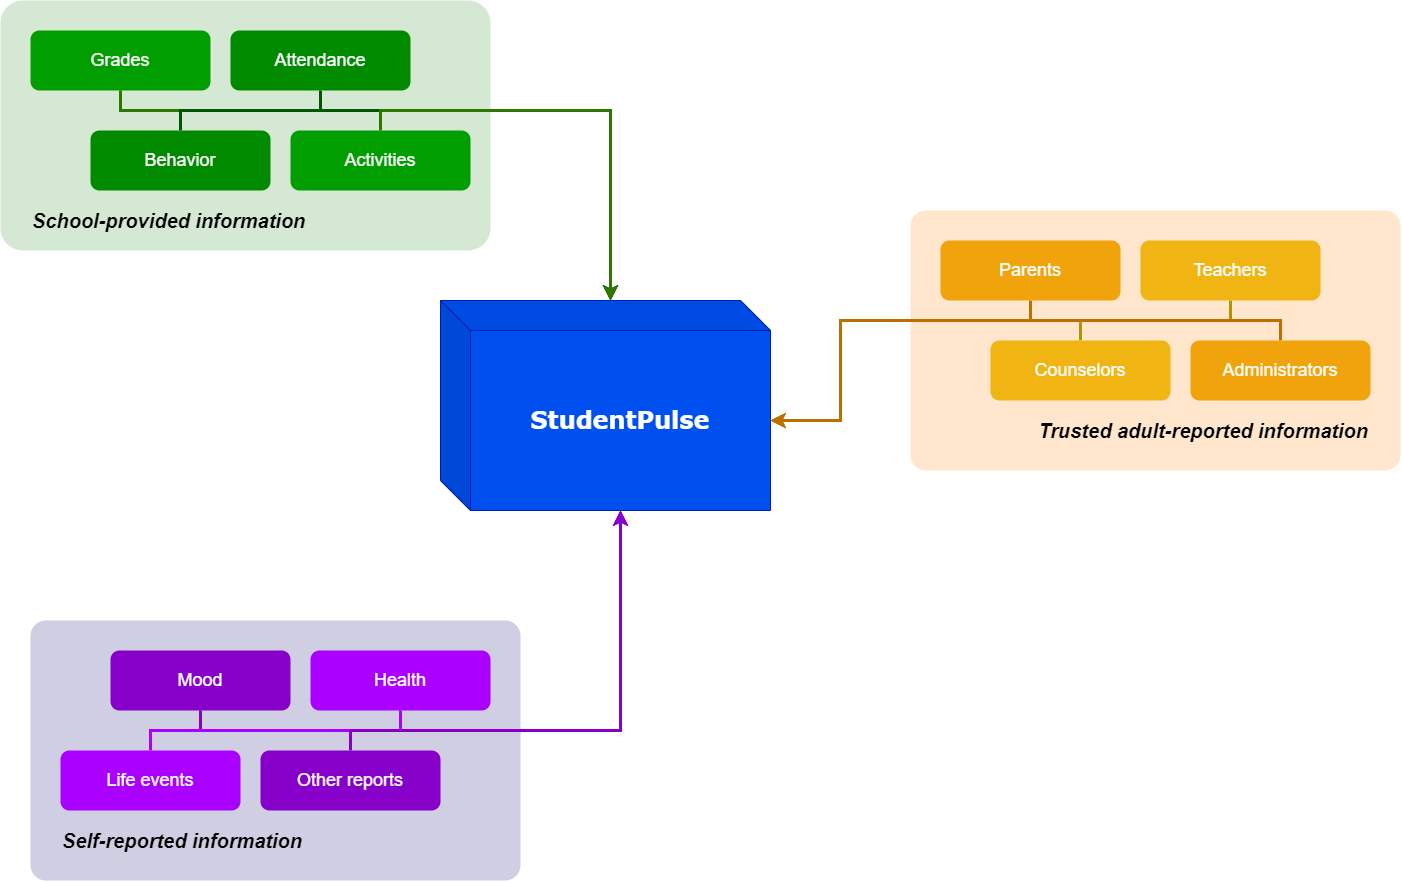 Grades
Attendance
Behavior
Activities
School-provided information
Parents
Teachers
Counselors
Administrators
Trusted adult-reported information
StudentPulse
Mood
Health
Life events
Other reports
Self-reported information